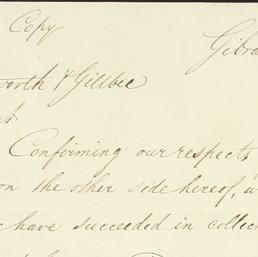 Copy
Gibra
worth & Gillbee
Confirming our respects
on the other side hereof, w
have succeeded in collec